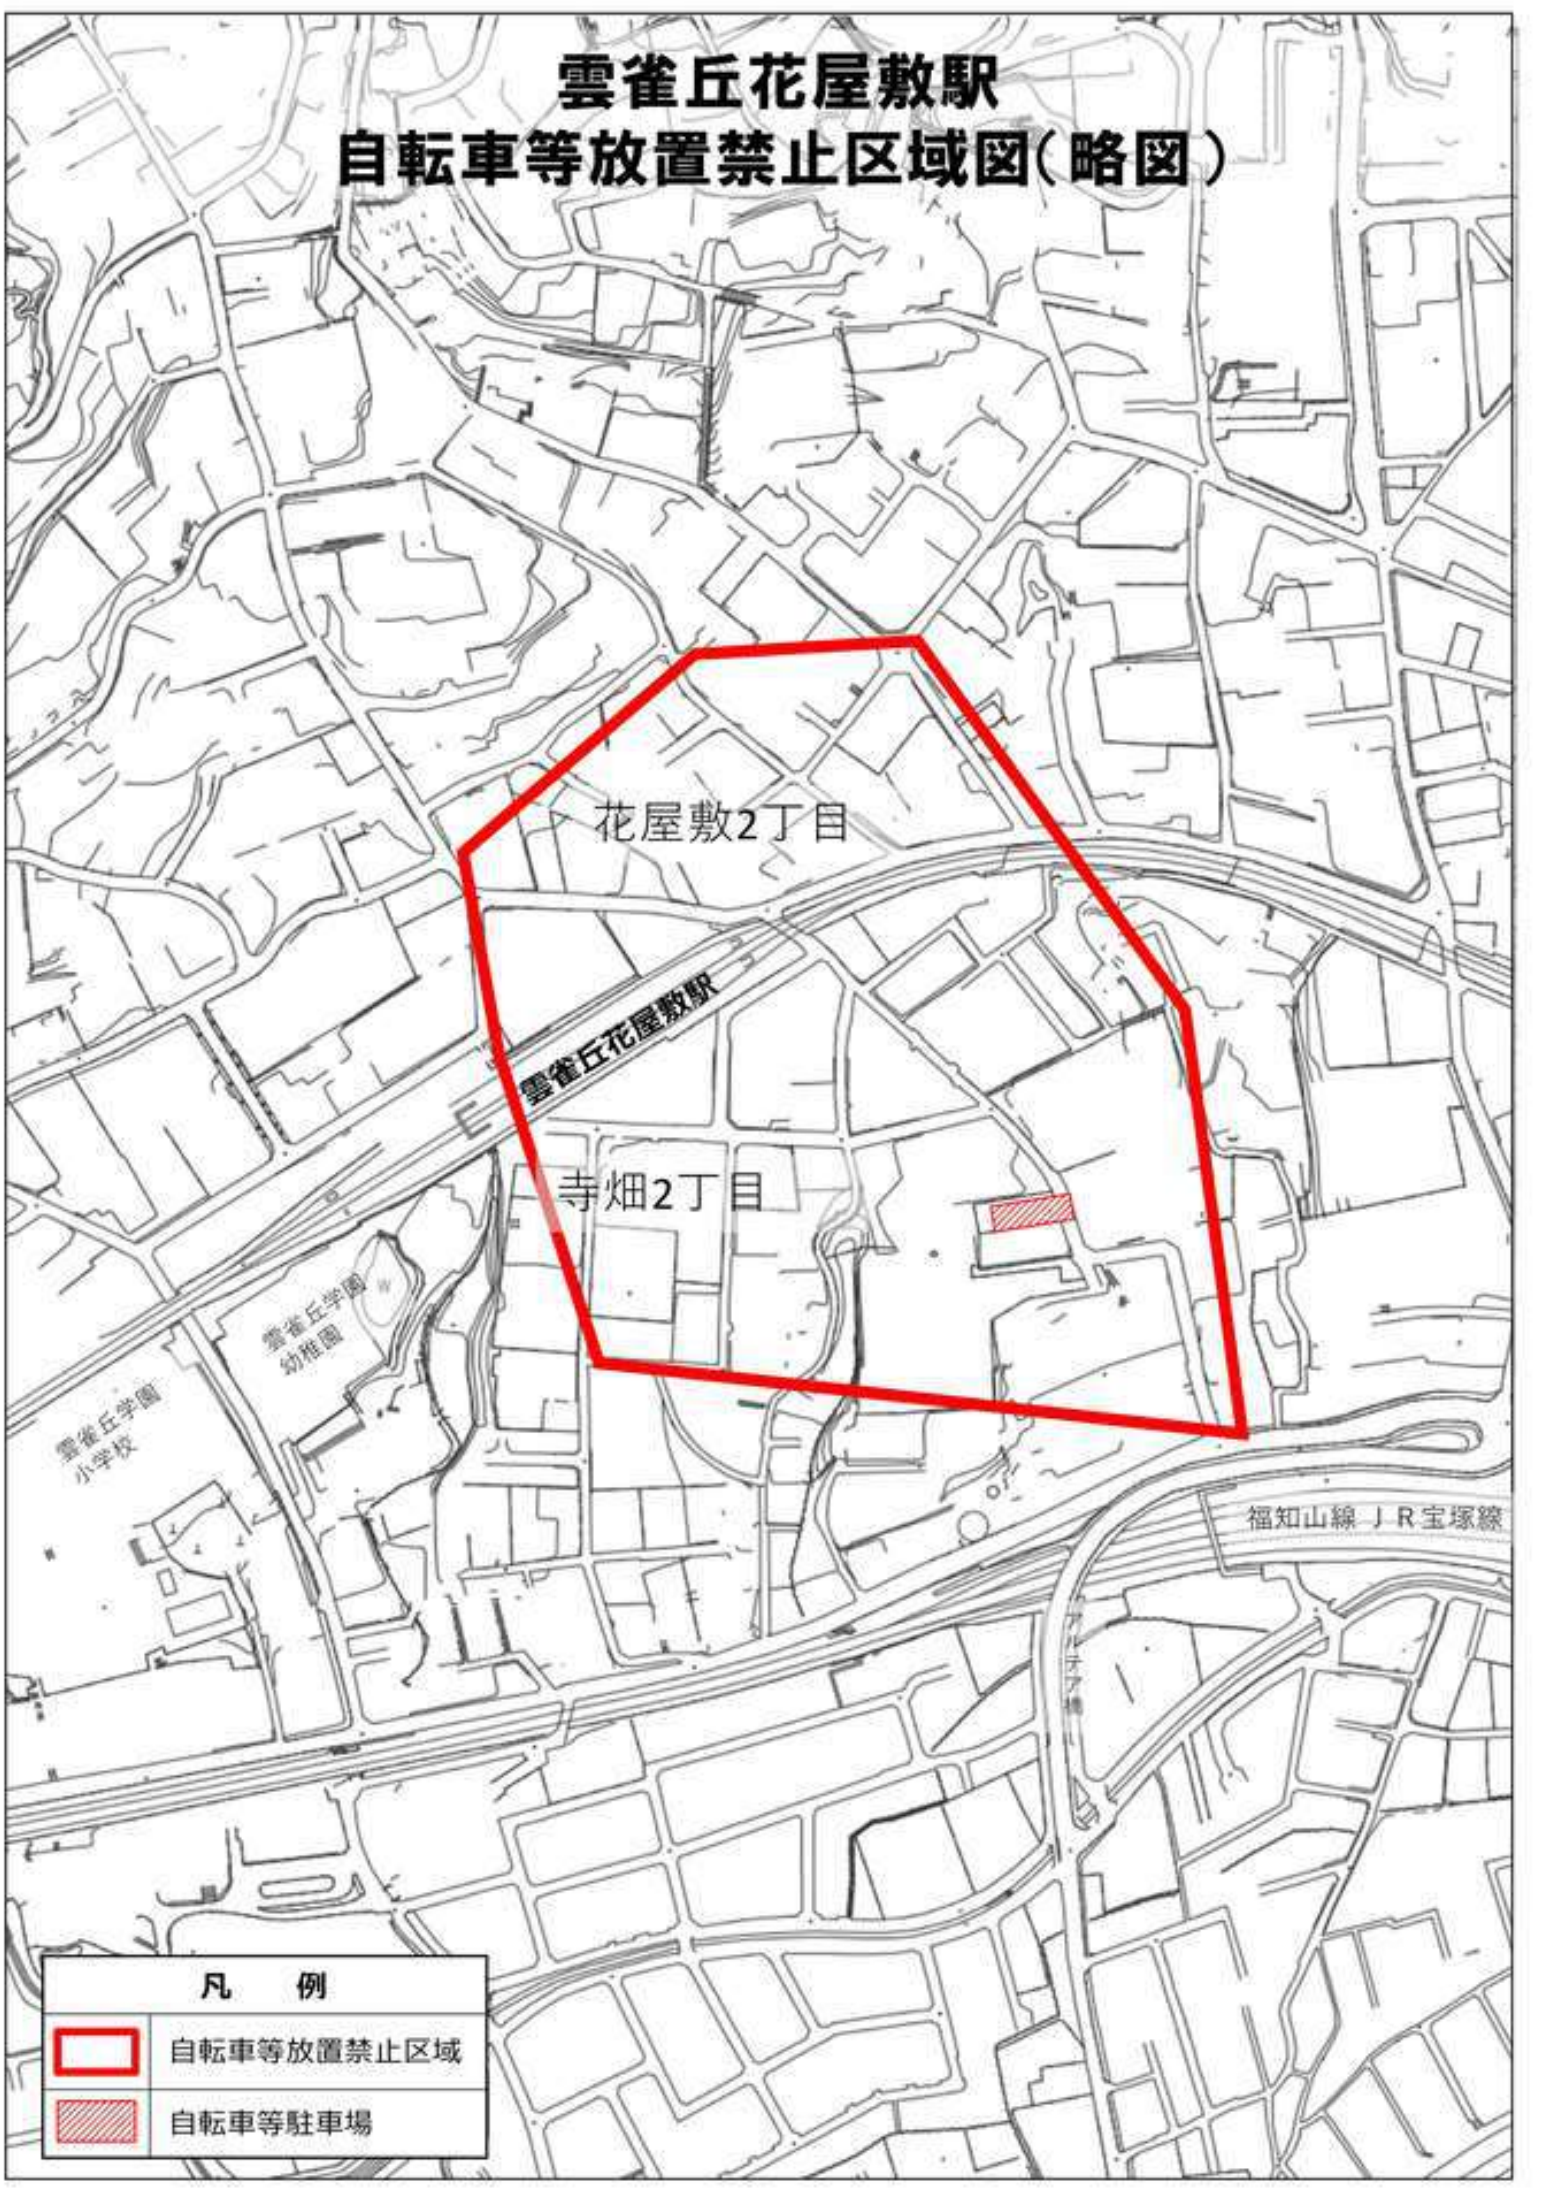 雲雀丘花屋敷駅
自転車等放置禁止区域図(略図)
花屋敷2丁目
雲雀丘花屋敷駅
寺畑2丁目
雲雀丘学園
幼稚園
雲雀丘学園
小学校
福知山線 JR宝塚線
凡 例
自転車等放置禁止区域
自転車等駐車場